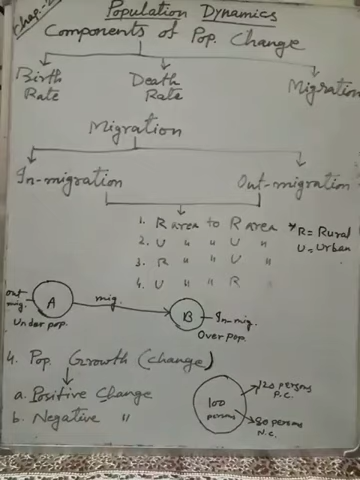 Chap.-2
Population Dynamics
Components of Pop. Change
Birth Rate
Death Rate
Migration
Migration
In-migration
Out-migration
1. R area to R area
2. U " " U "
3. R " " U "
4. U " " R "
* R = Rural
U = Urban
out mig.
A
mig.
B
In-mig.
Under pop.
Over pop.
4. Pop. Growth (change)
a. Positive Change
b. Negative "
100 persons
120 persons P.C.
80 persons N.C.